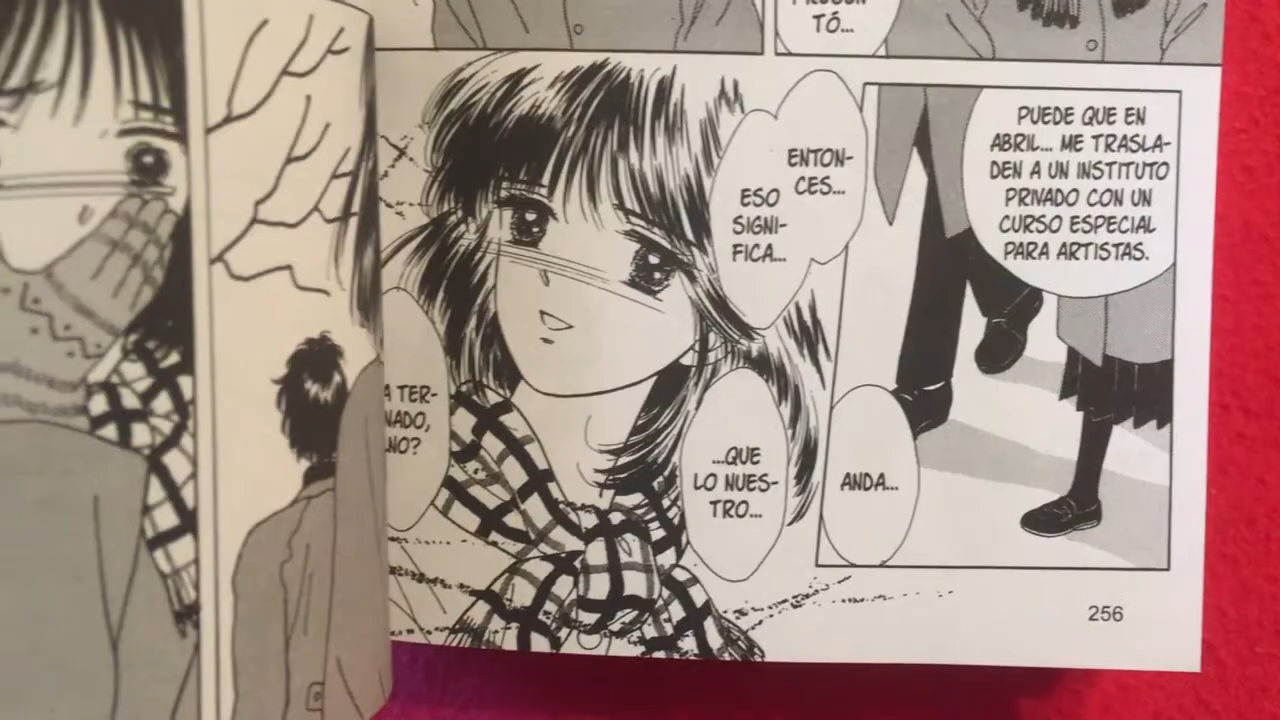 TÓ...
PUEDE QUE EN
ABRIL... ME TRASLA-
DEN A UN INSTITUTO
PRIVADO CON UN
CURSO ESPECIAL
PARA ARTISTAS.
ANDA...
ENTON-
CES...
ESO
SIGNI-
FICA...
...QUE
LO NUES-
TRO...
A TER-
NADO,
NO?
256